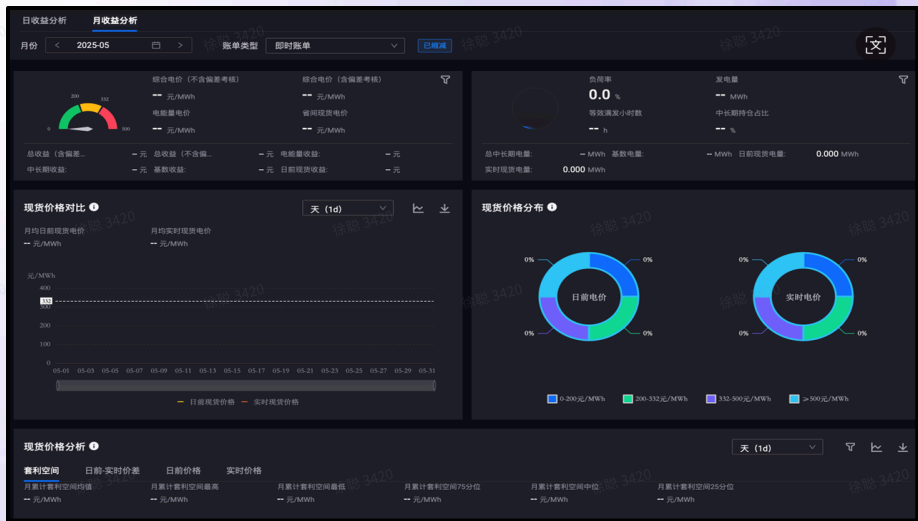 日收益分析 月收益分析
月份 < 2025-05 > 账单类型 即时账单 已缩减
综合电价（不含偏差考核） 综合电价（含偏差考核）
-- 元/MWh -- 元/MWh
电能量电价 省间现货电价
-- 元/MWh -- 元/MWh
0 200 332 500
总收益（含偏差... -- 元 总收益（不含偏... -- 元 电能量收益: -- 元
中长期收益: -- 元 基数收益: -- 元 日前现货收益: -- 元
负荷率 发电量
0.0 % -- MWh
等效满发小时数 中长期持仓占比
-- h -- %
总中长期电量: -- MWh 基数电量: -- MWh 日前现货电量: 0.000 MWh
实时现货电量: 0.000 MWh
现货价格对比 天（1d）
月均日前现货电价 月均实时现货电价
-- 元/MWh -- 元/MWh
元/MWh
400
332
300
200
100
0
05-01 05-03 05-05 05-07 05-09 05-11 05-13 05-15 05-17 05-19 05-21 05-23 05-25 05-27 05-29 05-31
日前现货价格 实时现货价格
现货价格分布
0% 0% 0% 0%
日前电价 实时电价
0% 0% 0% 0%
0-200元/MWh 200-332元/MWh 332-500元/MWh ≥500元/MWh
现货价格分析 天（1d）
套利空间 日前-实时价差 日前价格 实时价格
月累计套利空间均值 月累计套利空间最高 月累计套利空间最低 月累计套利空间75分位 月累计套利空间中位 月累计套利空间25分位
-- 元/MWh -- 元/MWh -- 元/MWh -- 元/MWh -- 元/MWh -- 元/MWh
徐聪 3420